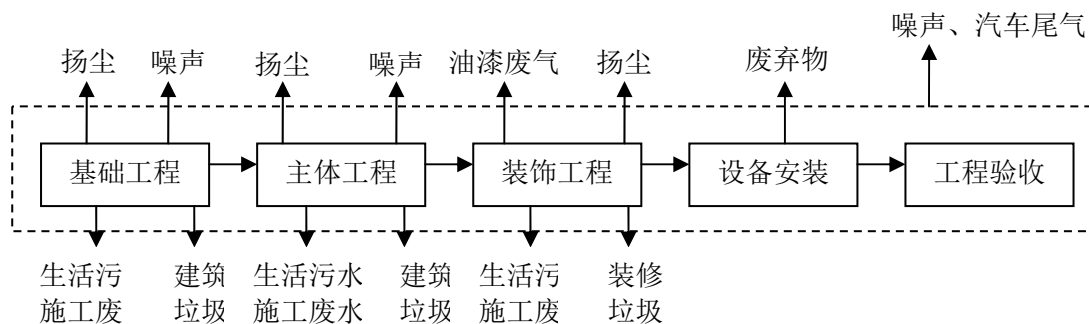 噪声、汽车尾气
扬尘 噪声 扬尘 噪声 油漆废气 扬尘 废弃物
基础工程 主体工程 装饰工程 设备安装 工程验收
生活污 建筑 生活污水 建筑 生活污 装修
施工废 垃圾 施工废水 垃圾 施工废 垃圾